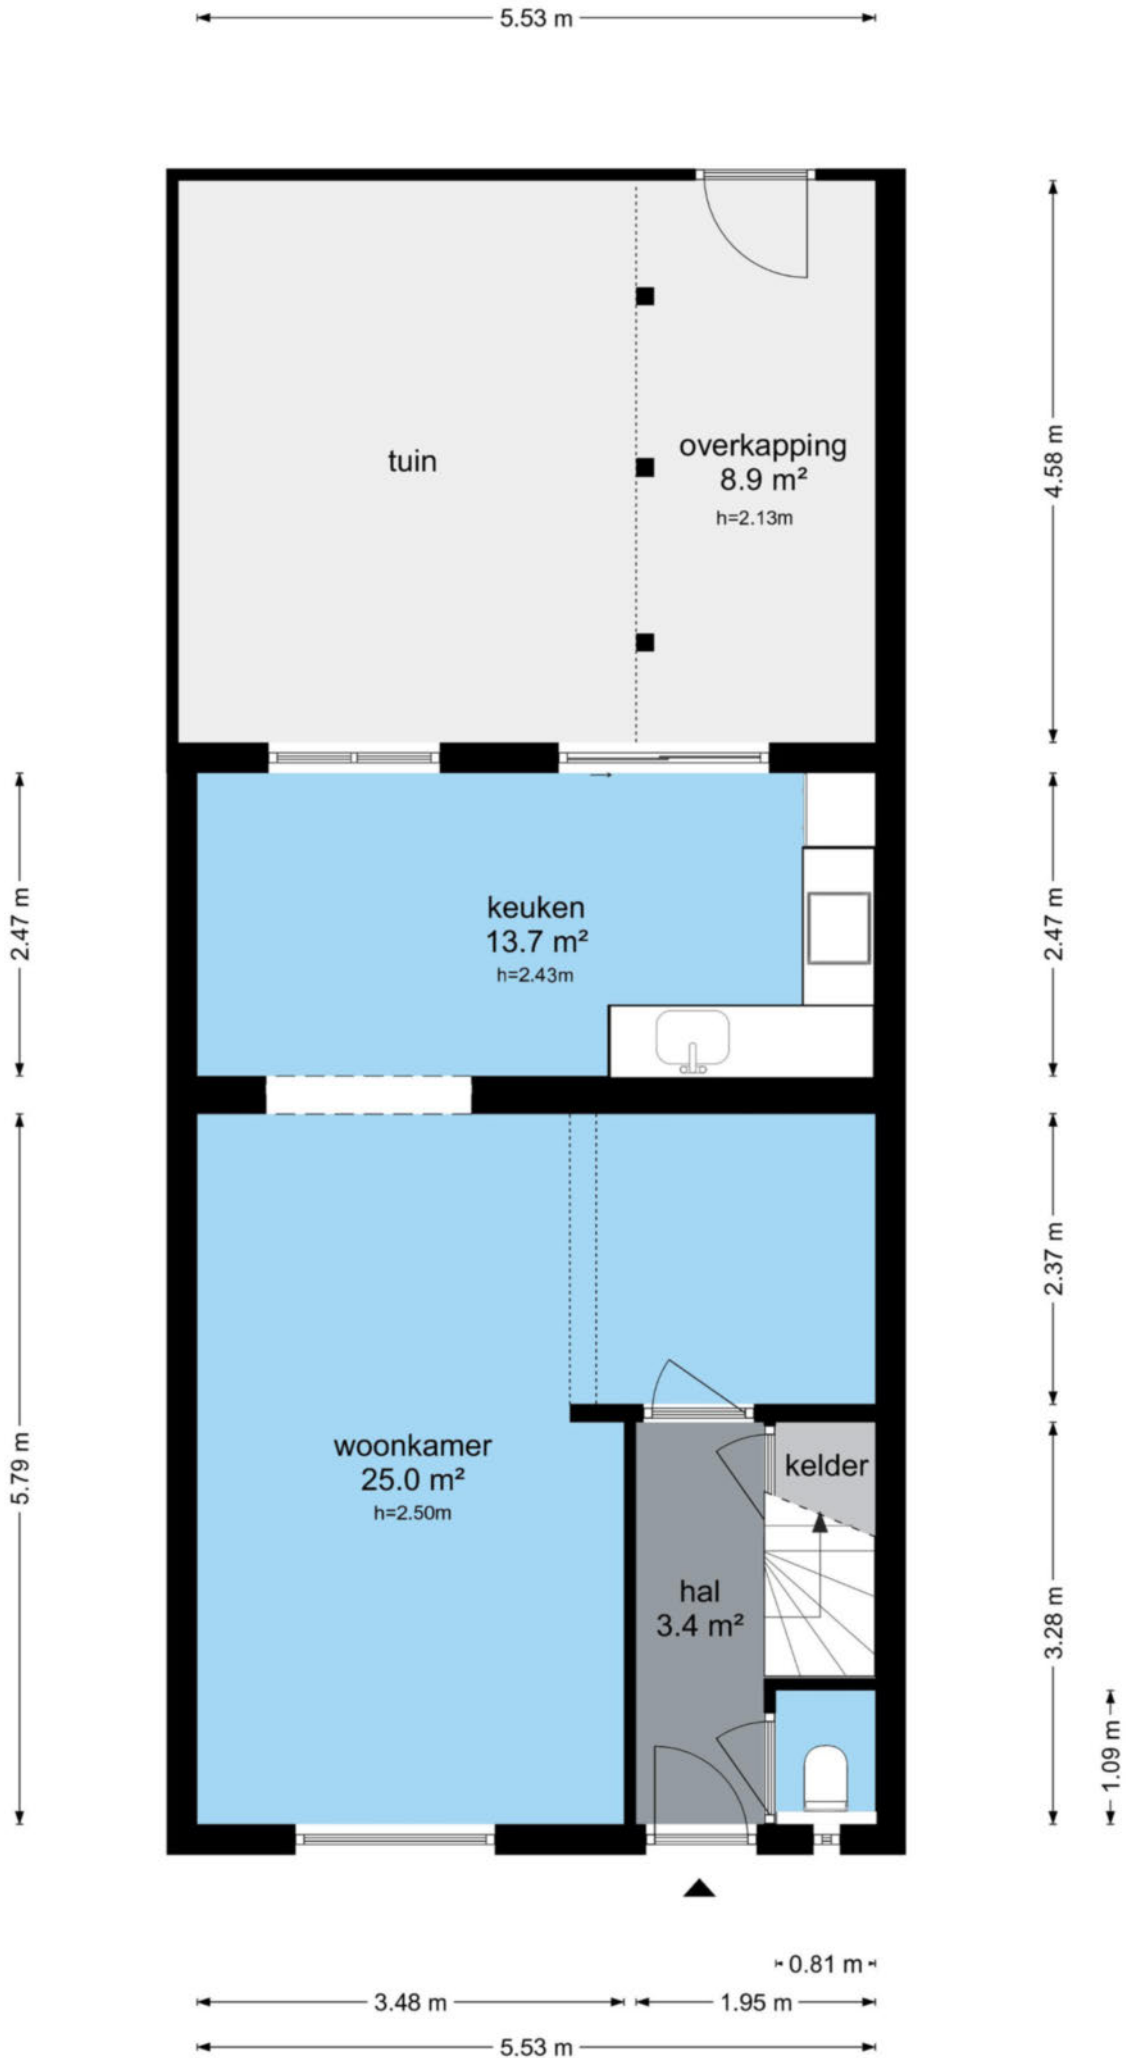 5.53 m
tuin
overkapping
8.9 m²
h=2.13m
4.58 m
keuken
13.7 m²
h=2.43m
2.47 m
2.47 m
2.37 m
5.79 m
woonkamer
25.0 m²
h=2.50m
kelder
hal
3.4 m²
3.28 m
1.09 m
0.81 m
3.48 m
1.95 m
5.53 m